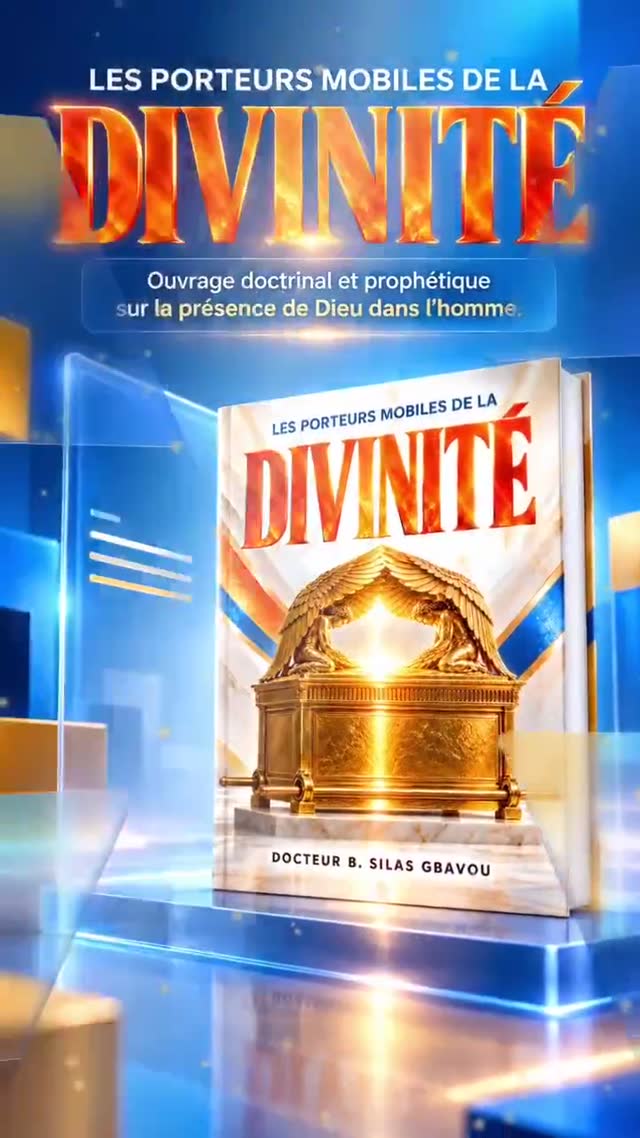 LES PORTEURS MOBILES DE LA
DIVINITÉ
Ouvrage doctrinal et prophétique
sur la présence de Dieu dans l'homme.
LES PORTEURS MOBILES DE LA
DIVINITÉ
DOCTEUR B. SILAS GBAVOU